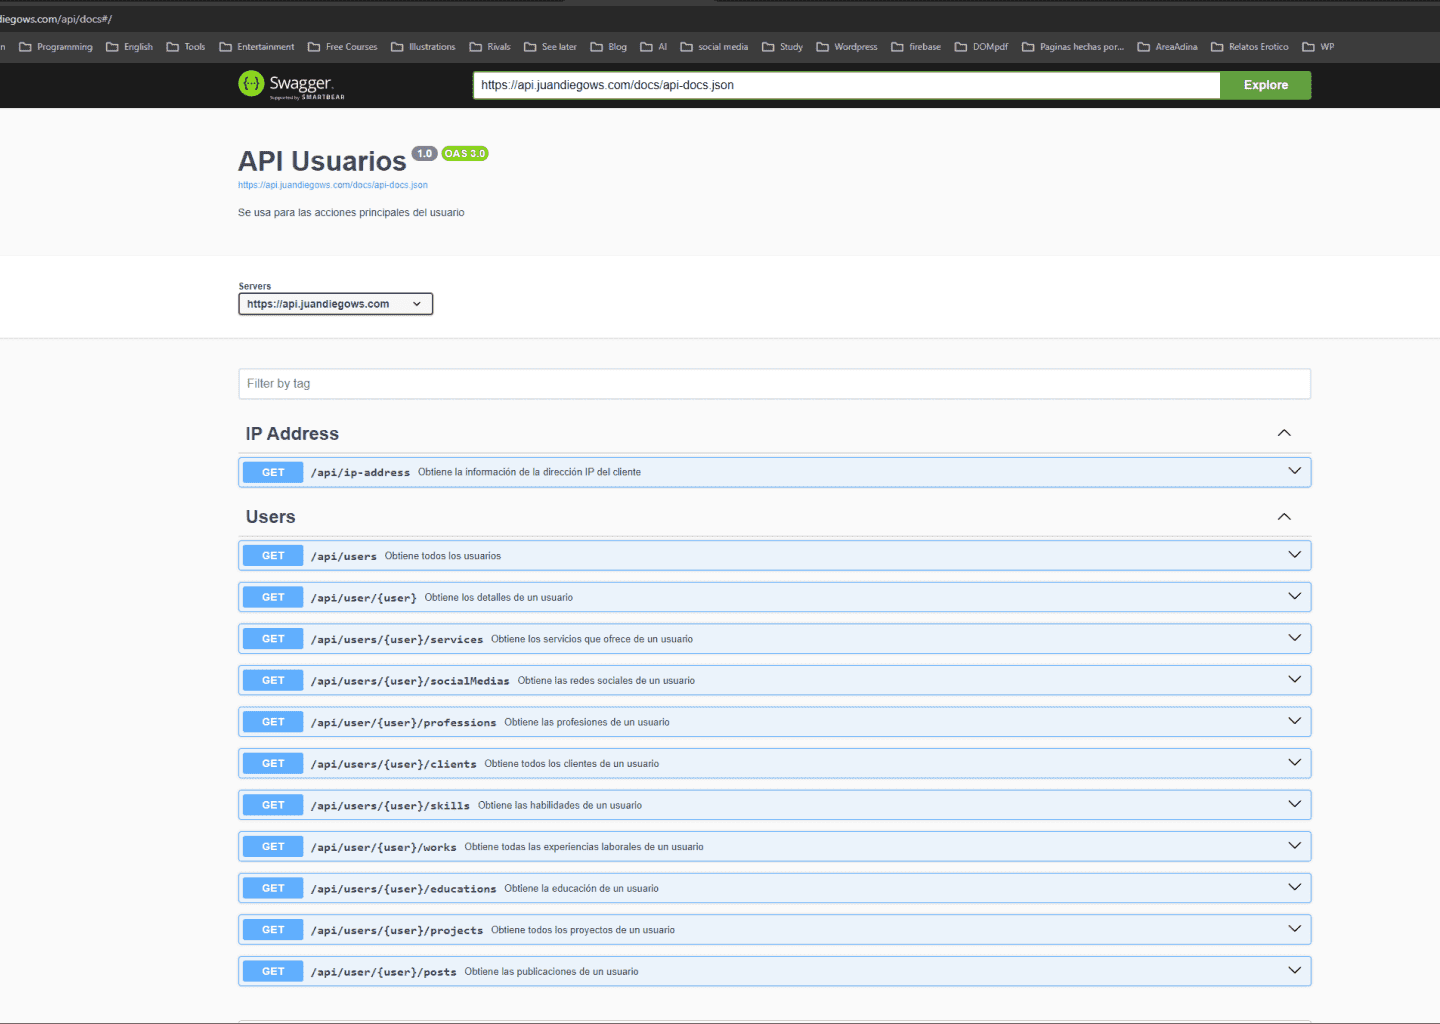 diegows.com/api/docs#/
n Programming English Tools Entertainment Free Courses Illustrations Rivals See later Blog AI social media Study Wordpress firebase DOMpdf Paginas hechas por... AreaAdina Relatos Erotico WP
Swagger.
Supported by SMARTBEAR
https://api.juandiegows.com/docs/api-docs.json
Explore
API Usuarios 1.0 OAS 3.0
https://api.juandiegows.com/docs/api-docs.json
Se usa para las acciones principales del usuario
Servers
https://api.juandiegows.com
Filter by tag
IP Address
GET /api/ip-address Obtiene la información de la dirección IP del cliente
Users
GET /api/users Obtiene todos los usuarios
GET /api/user/{user} Obtiene los detalles de un usuario
GET /api/users/{user}/services Obtiene los servicios que ofrece de un usuario
GET /api/users/{user}/socialMedias Obtiene las redes sociales de un usuario
GET /api/user/{user}/professions Obtiene las profesiones de un usuario
GET /api/users/{user}/clients Obtiene todos los clientes de un usuario
GET /api/users/{user}/skills Obtiene las habilidades de un usuario
GET /api/user/{user}/works Obtiene todas las experiencias laborales de un usuario
GET /api/users/{user}/educations Obtiene la educación de un usuario
GET /api/users/{user}/projects Obtiene todos los proyectos de un usuario
GET /api/user/{user}/posts Obtiene las publicaciones de un usuario